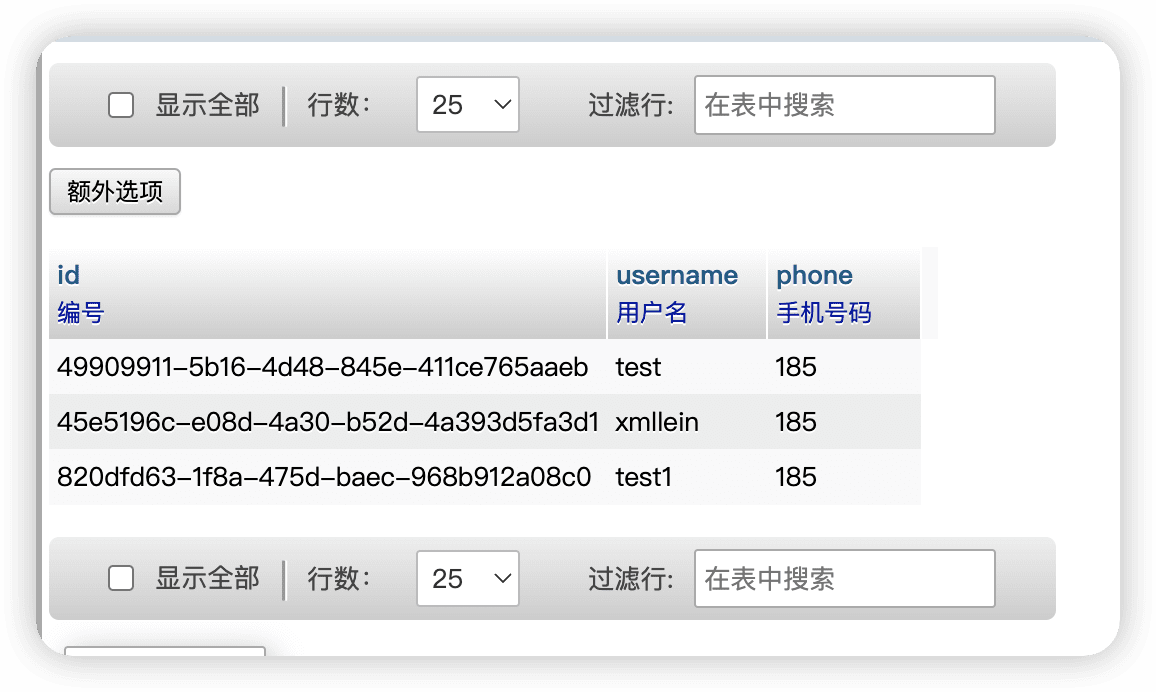 显示全部 行数： 25 过滤行: 在表中搜索
额外选项
id username phone
编号 用户名 手机号码
49909911-5b16-4d48-845e-411ce765aaeb test 185
45e5196c-e08d-4a30-b52d-4a393d5fa3d1 xmllein 185
820dfd63-1f8a-475d-baec-968b912a08c0 test1 185
显示全部 行数： 25 过滤行: 在表中搜索